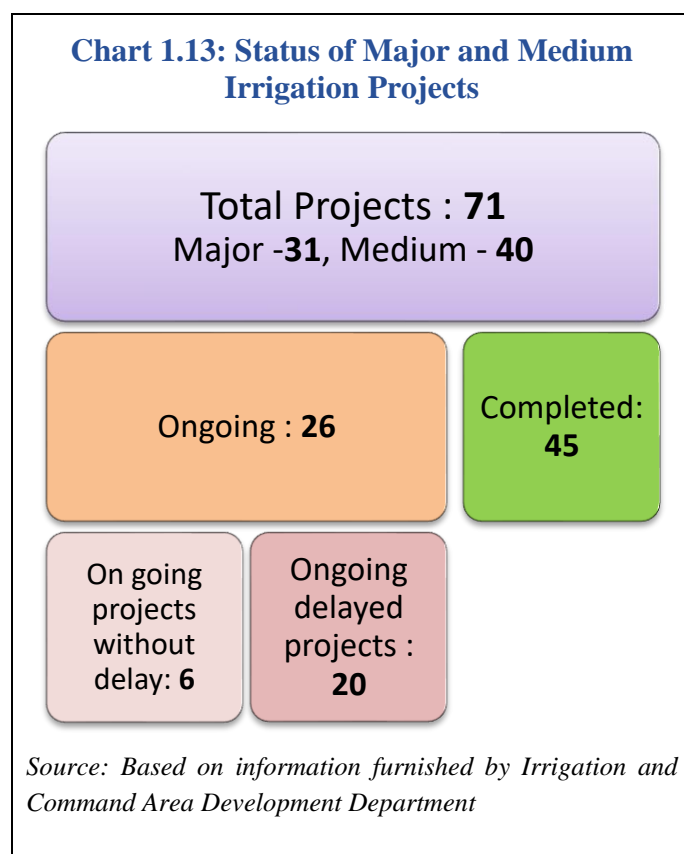 Chart 1.13: Status of Major and Medium
Irrigation Projects
Total Projects : 71
Major -31, Medium - 40
Ongoing : 26
Completed:
45
On going
projects
without
delay: 6
Ongoing
delayed
projects :
20
Source: Based on information furnished by Irrigation and
Command Area Development Department